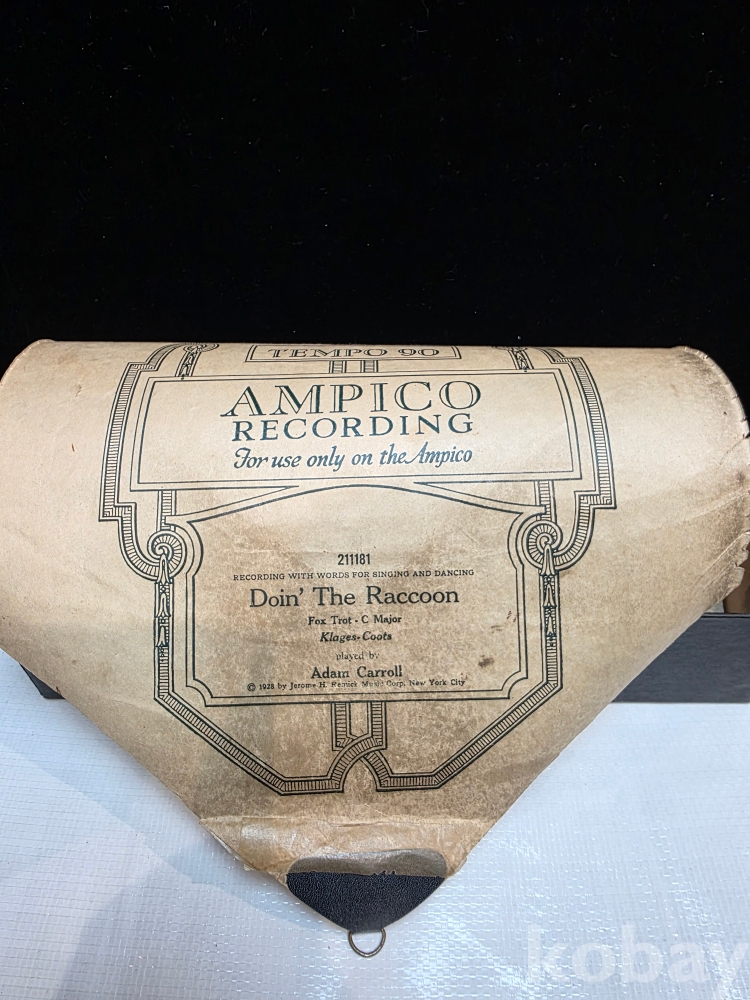 TEMPO 90
AMPICO
RECORDING
For use only on the Ampico
211181
RECORDING WITH WORDS FOR SINGING AND DANCING
Doin' The Raccoon
Fox Trot - C Major
Klages-Coots
played by
Adam Carroll
© 1928 by Jerome H. Remick Music Corp. New York City
kobay